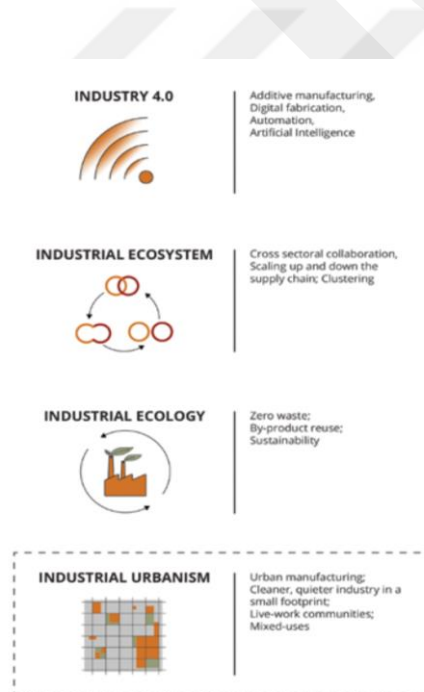 INDUSTRY 4.0
Additive manufacturing,
Digital fabrication,
Automation,
Artificial Intelligence
INDUSTRIAL ECOSYSTEM
Cross sectoral collaboration,
Scaling up and down the
supply chain; Clustering
INDUSTRIAL ECOLOGY
Zero waste;
By-product reuse;
Sustainability
INDUSTRIAL URBANISM
Urban manufacturing;
Cleaner, quieter industry in a
small footprint;
Live-work communities;
Mixed-uses